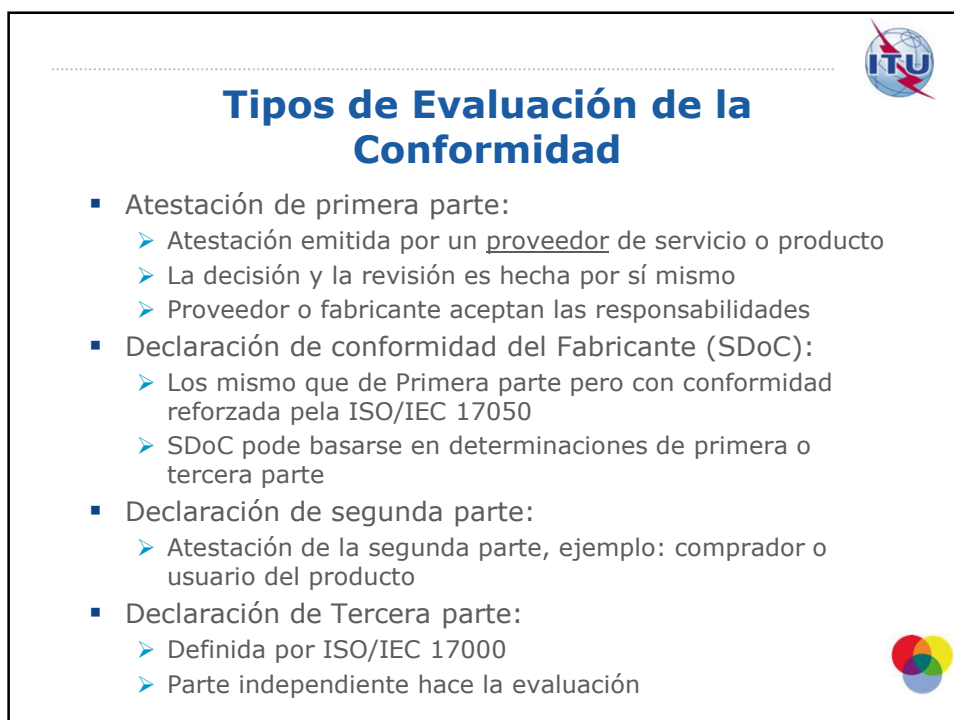 ITU
Tipos de Evaluación de la
Conformidad
▪ Atestación de primera parte:
➢ Atestación emitida por un proveedor de servicio o producto
➢ La decisión y la revisión es hecha por sí mismo
➢ Proveedor o fabricante aceptan las responsabilidades
▪ Declaración de conformidad del Fabricante (SDoC):
➢ Los mismo que de Primera parte pero con conformidad
reforzada pela ISO/IEC 17050
➢ SDoC pode basarse en determinaciones de primera o
tercera parte
▪ Declaración de segunda parte:
➢ Atestación de la segunda parte, ejemplo: comprador o
usuario del producto
▪ Declaración de Tercera parte:
➢ Definida por ISO/IEC 17000
➢ Parte independiente hace la evaluación